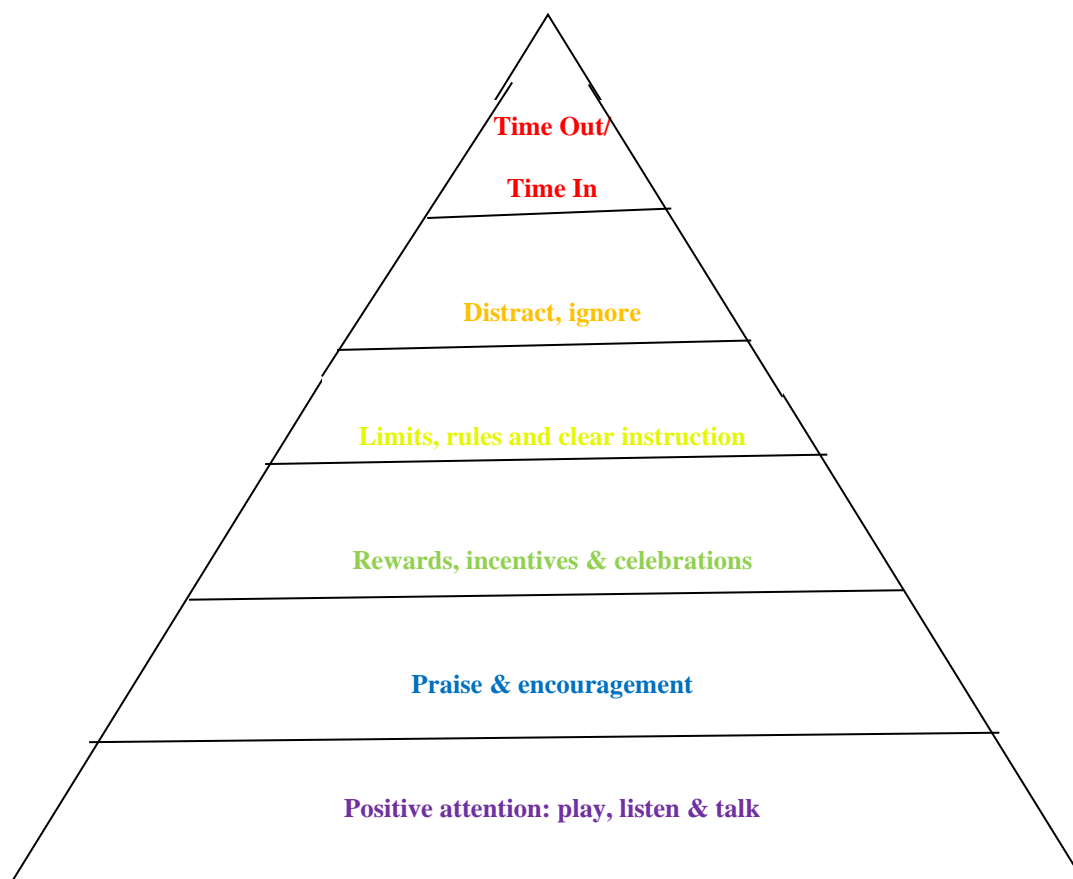 Time Out/
Time In
Distract, ignore
Limits, rules and clear instruction
Rewards, incentives & celebrations
Praise & encouragement
Positive attention: play, listen & talk